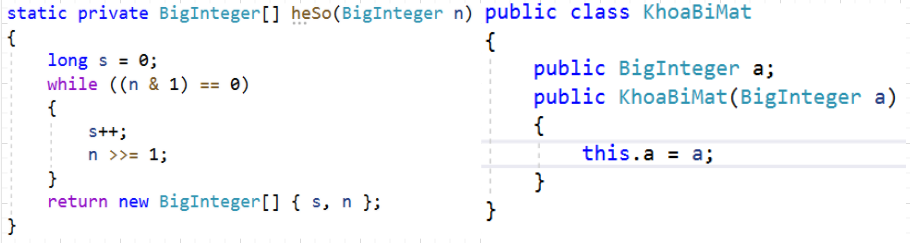 static private BigInteger[] heSo(BigInteger n)
{
    long s = 0;
    while ((n & 1) == 0)
    {
        s++;
        n >>= 1;
    }
    return new BigInteger[] { s, n };
}
public class KhoaBiMat
{
    public BigInteger a;
    public KhoaBiMat(BigInteger a)
    {
        this.a = a;
    }
}